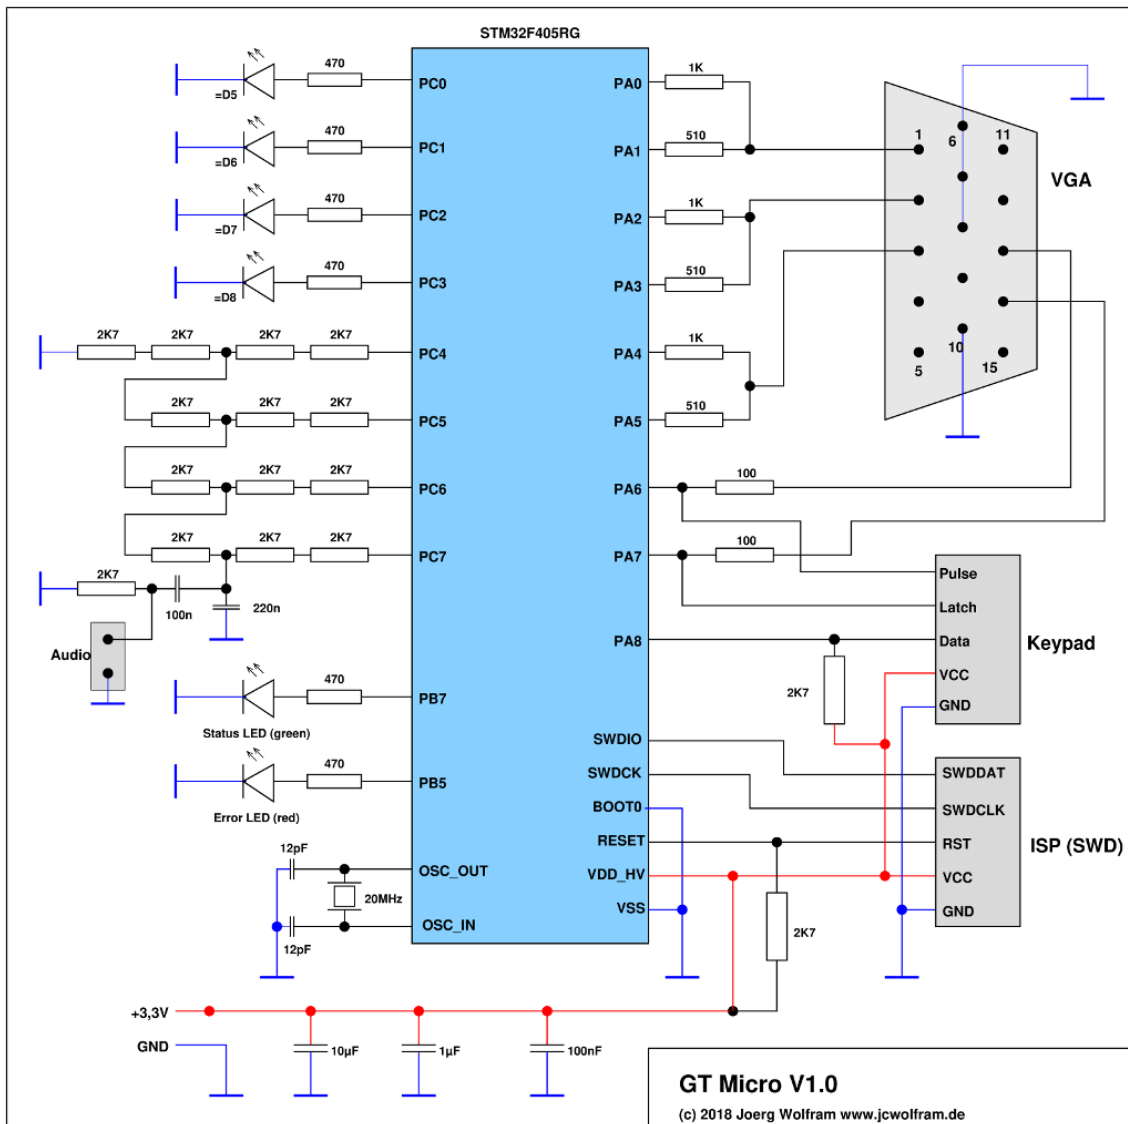 STM32F405RG
470
=D5
PC0
PA0
1K
470
=D6
PC1
PA1
510
1
6
11
VGA
470
=D7
PC2
PA2
1K
470
=D8
PC3
PA3
510
2K7 2K7 2K7 2K7
PC4
PA4
1K
10
5
15
2K7 2K7 2K7
PC5
PA5
510
2K7 2K7 2K7
PC6
PA6
100
2K7 2K7 2K7
PC7
PA7
100
2K7
100n
220n
Audio
Pulse
Latch
PA8
Data
Keypad
VCC
GND
2K7
470
PB7
Status LED (green)
470
PB5
Error LED (red)
SWDIO
SWDDAT
SWDCK
SWDCLK
BOOT0
RESET
RST
ISP (SWD)
VDD_HV
VCC
VSS
GND
2K7
12pF
OSC_OUT
20MHz
OSC_IN
12pF
+3,3V
GND
10µF
1µF
100nF
GT Micro V1.0
(c) 2018 Joerg Wolfram www.jcwolfram.de